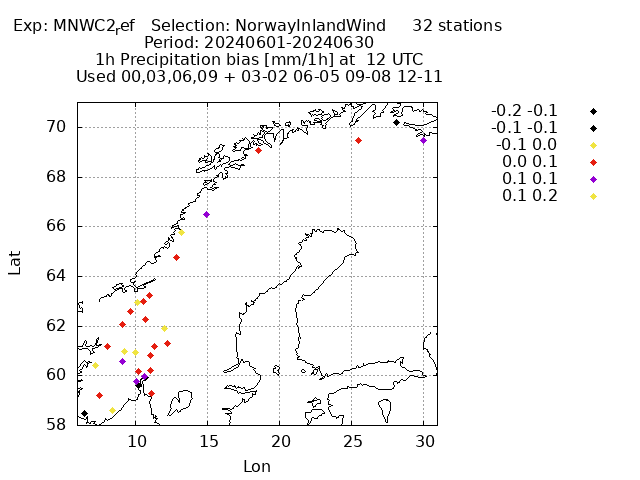 Exp: MNWC2ref Selection: NorwayInlandWind 32 stations
Period: 20240601-20240630
1h Precipitation bias [mm/1h] at 12 UTC
Used 00,03,06,09 + 03-02 06-05 09-08 12-11
-0.2 -0.1
-0.1 -0.1
-0.1 0.0
0.0 0.1
0.1 0.1
0.1 0.2
70
68
66
64
62
60
58
Lat
10 15 20 25 30
Lon